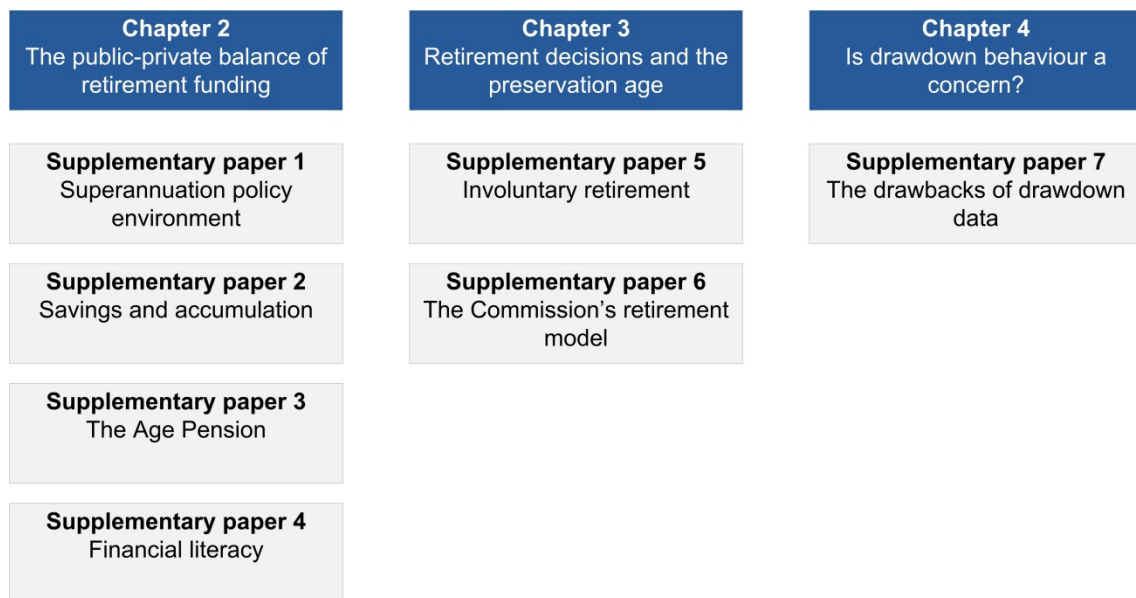 Chapter 2
The public-private balance of
retirement funding
Supplementary paper 1
Superannuation policy
environment
Supplementary paper 2
Savings and accumulation
Supplementary paper 3
The Age Pension
Supplementary paper 4
Financial literacy
Chapter 3
Retirement decisions and the
preservation age
Supplementary paper 5
Involuntary retirement
Supplementary paper 6
The Commission’s retirement
model
Chapter 4
Is drawdown behaviour a
concern?
Supplementary paper 7
The drawbacks of drawdown
data